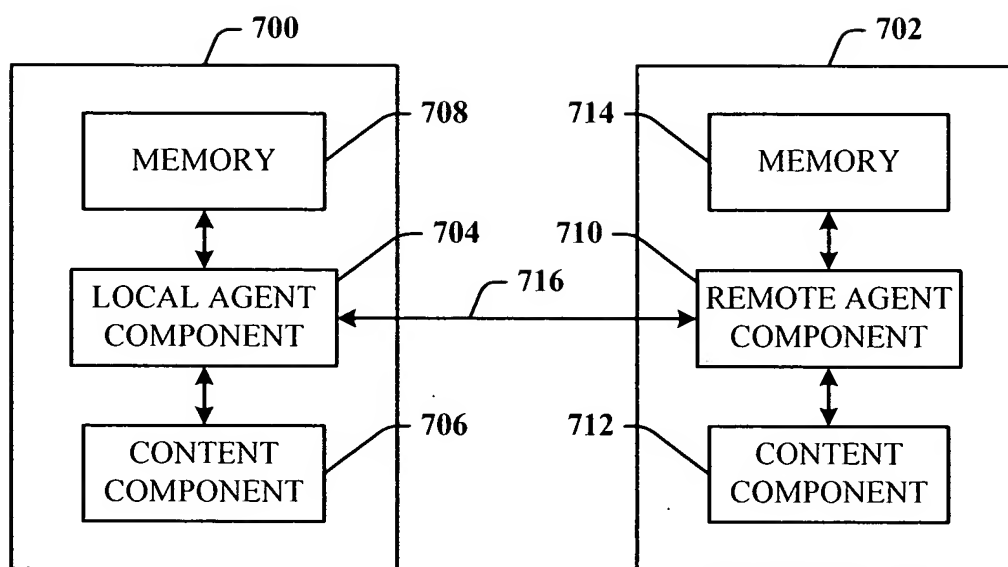 700
702
708
MEMORY
714
MEMORY
704
710
716
LOCAL AGENT
COMPONENT
REMOTE AGENT
COMPONENT
706
712
CONTENT
COMPONENT
CONTENT
COMPONENT